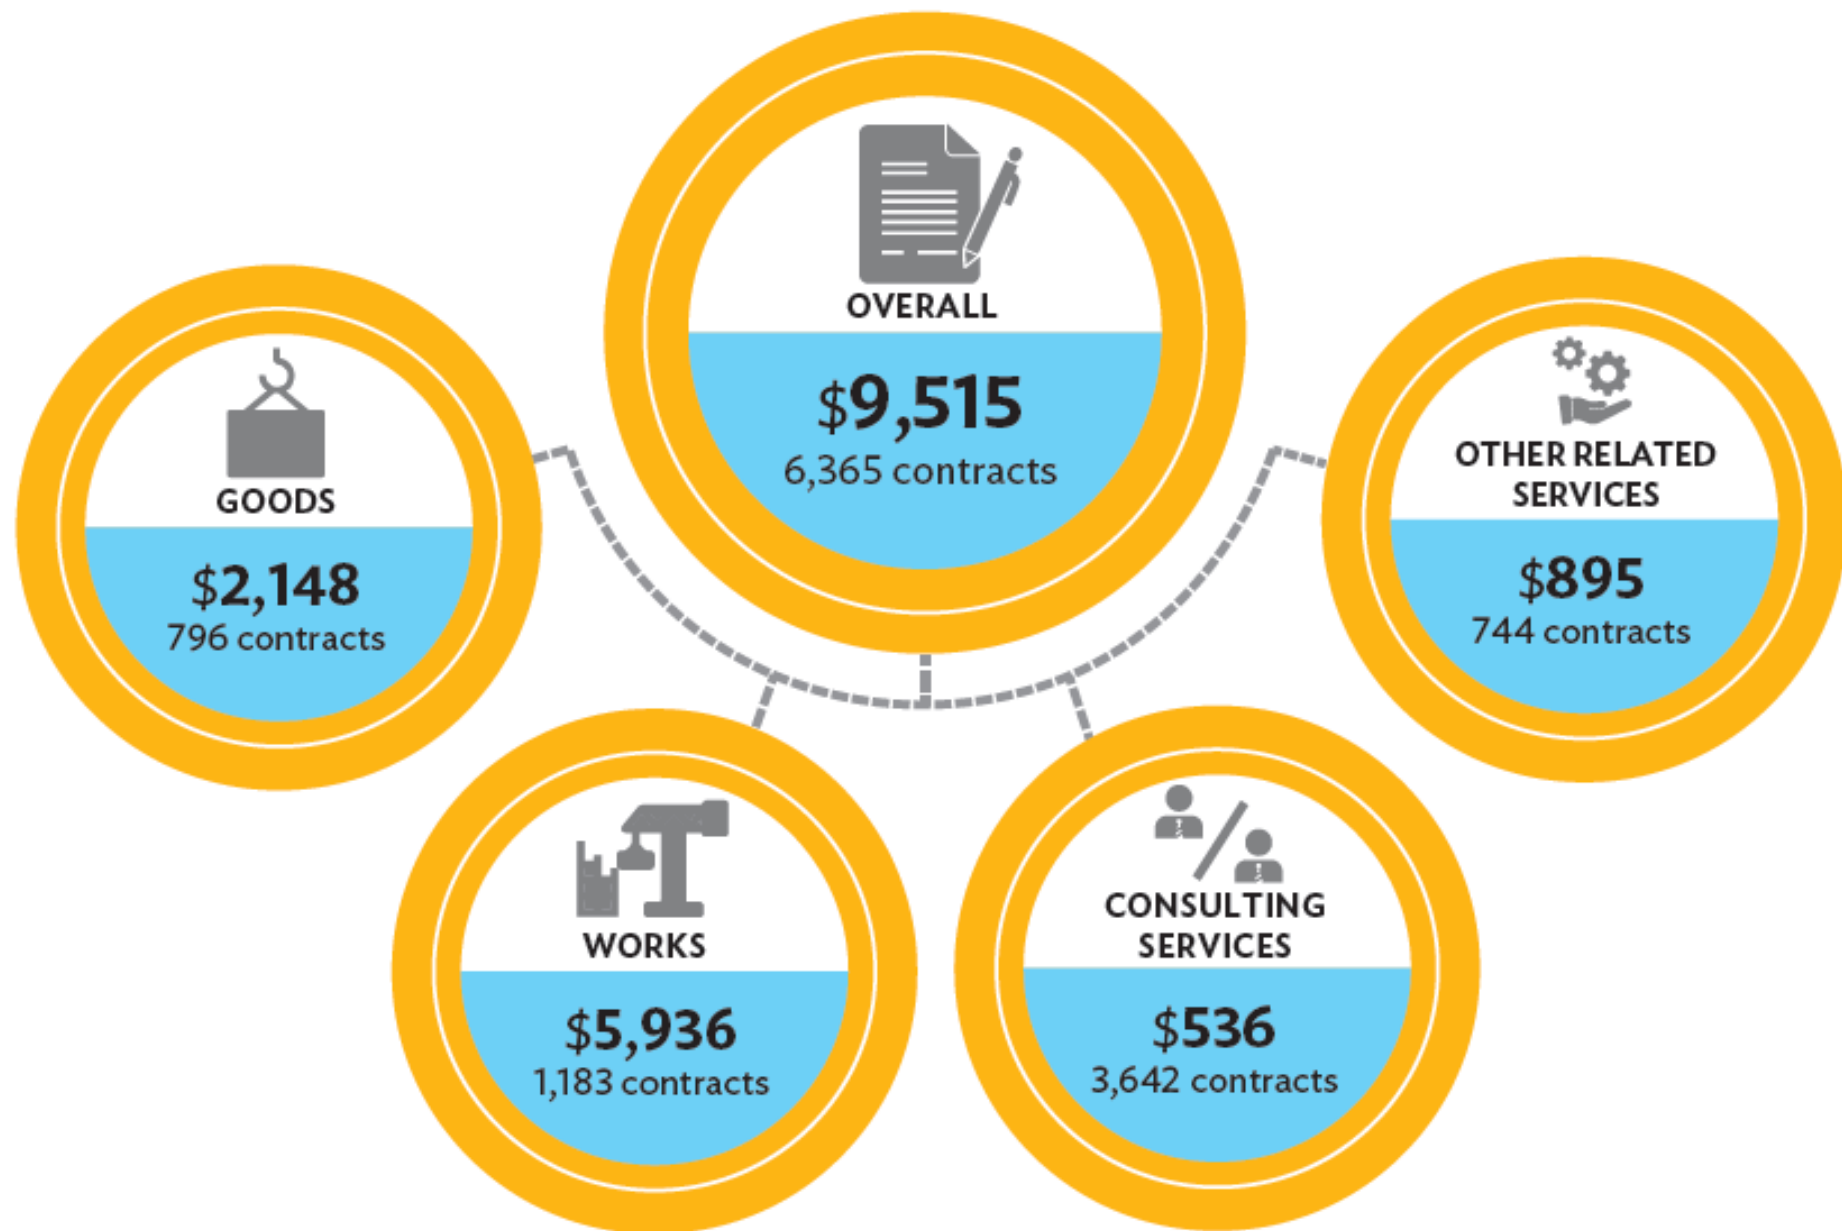 OVERALL
$9,515
6,365 contracts
GOODS
$2,148
796 contracts
OTHER RELATED
SERVICES
$895
744 contracts
WORKS
$5,936
1,183 contracts
CONSULTING
SERVICES
$536
3,642 contracts